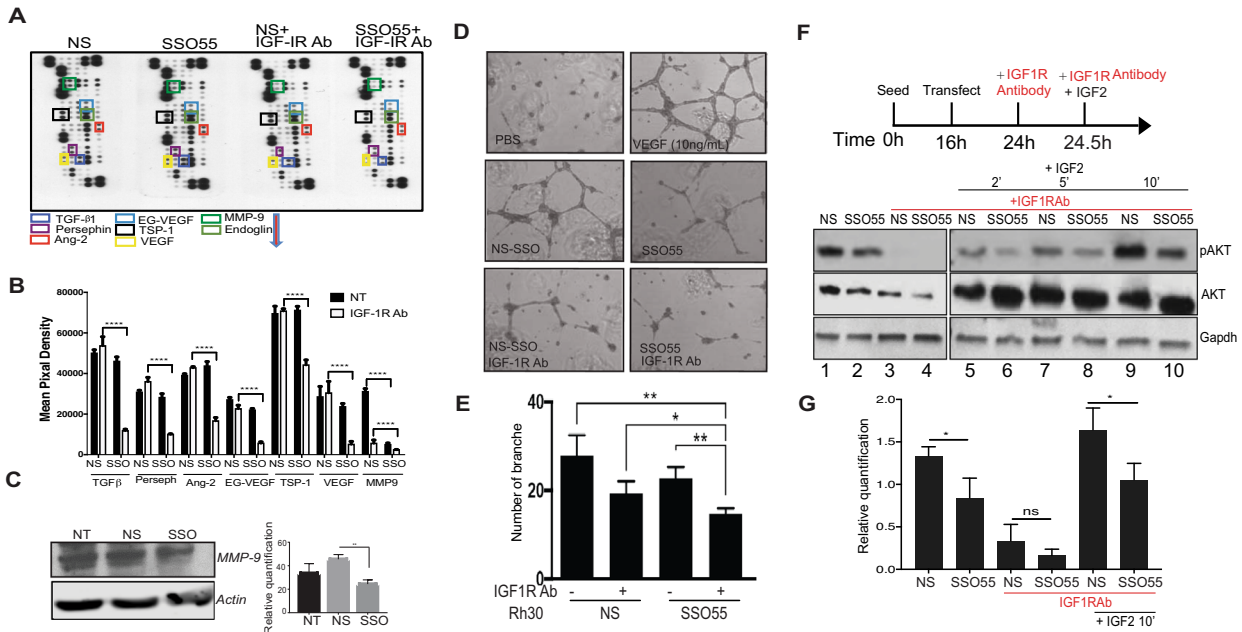 A
NS
SSO55
NS+
IGF-IR Ab
SSO55+
IGF-IR Ab
TGF-β1
EG-VEGF
MMP-9
Persephin
TSP-1
Endoglin
Ang-2
VEGF
B
Mean Pixal Density
80000
60000
40000
20000
0
NT
IGF-1R Ab
****
****
****
****
****
****
****
****
NS SSO NS SSO NS SSO NS SSO NS SSO NS SSO NS SSO
TGFβ Perseph Ang-2 EG-VEGF TSP-1 VEGF MMP9
C
NT NS SSO
MMP-9
Actin
Relative quantification
60
40
20
0
**
NT NS SSO
D
PBS
VEGF (10ng/mL)
NS-SSO
SSO55
NS-SSO
IGF-1R Ab
SSO55
IGF-1R Ab
E
Number of branche
40
20
0
**
*
**
IGF1R Ab - + - +
Rh30 NS SSO55
F
Seed Transfect
+IGF1R
Antibody
+IGF1R Antibody
+ IGF2
Time 0h 16h 24h 24.5h
+ IGF2
2' 5' 10'
+IGF1RAb
NS SSO55 NS SSO55 NS SSO55 NS SSO55 NS SSO55
pAKT
AKT
Gapdh
1 2 3 4 5 6 7 8 9 10
G
Relative quantification
2.0
1.5
1.0
0.5
0.0
*
ns
*
NS SSO55 NS SSO55 NS SSO55
IGF1RAb
+ IGF2 10'